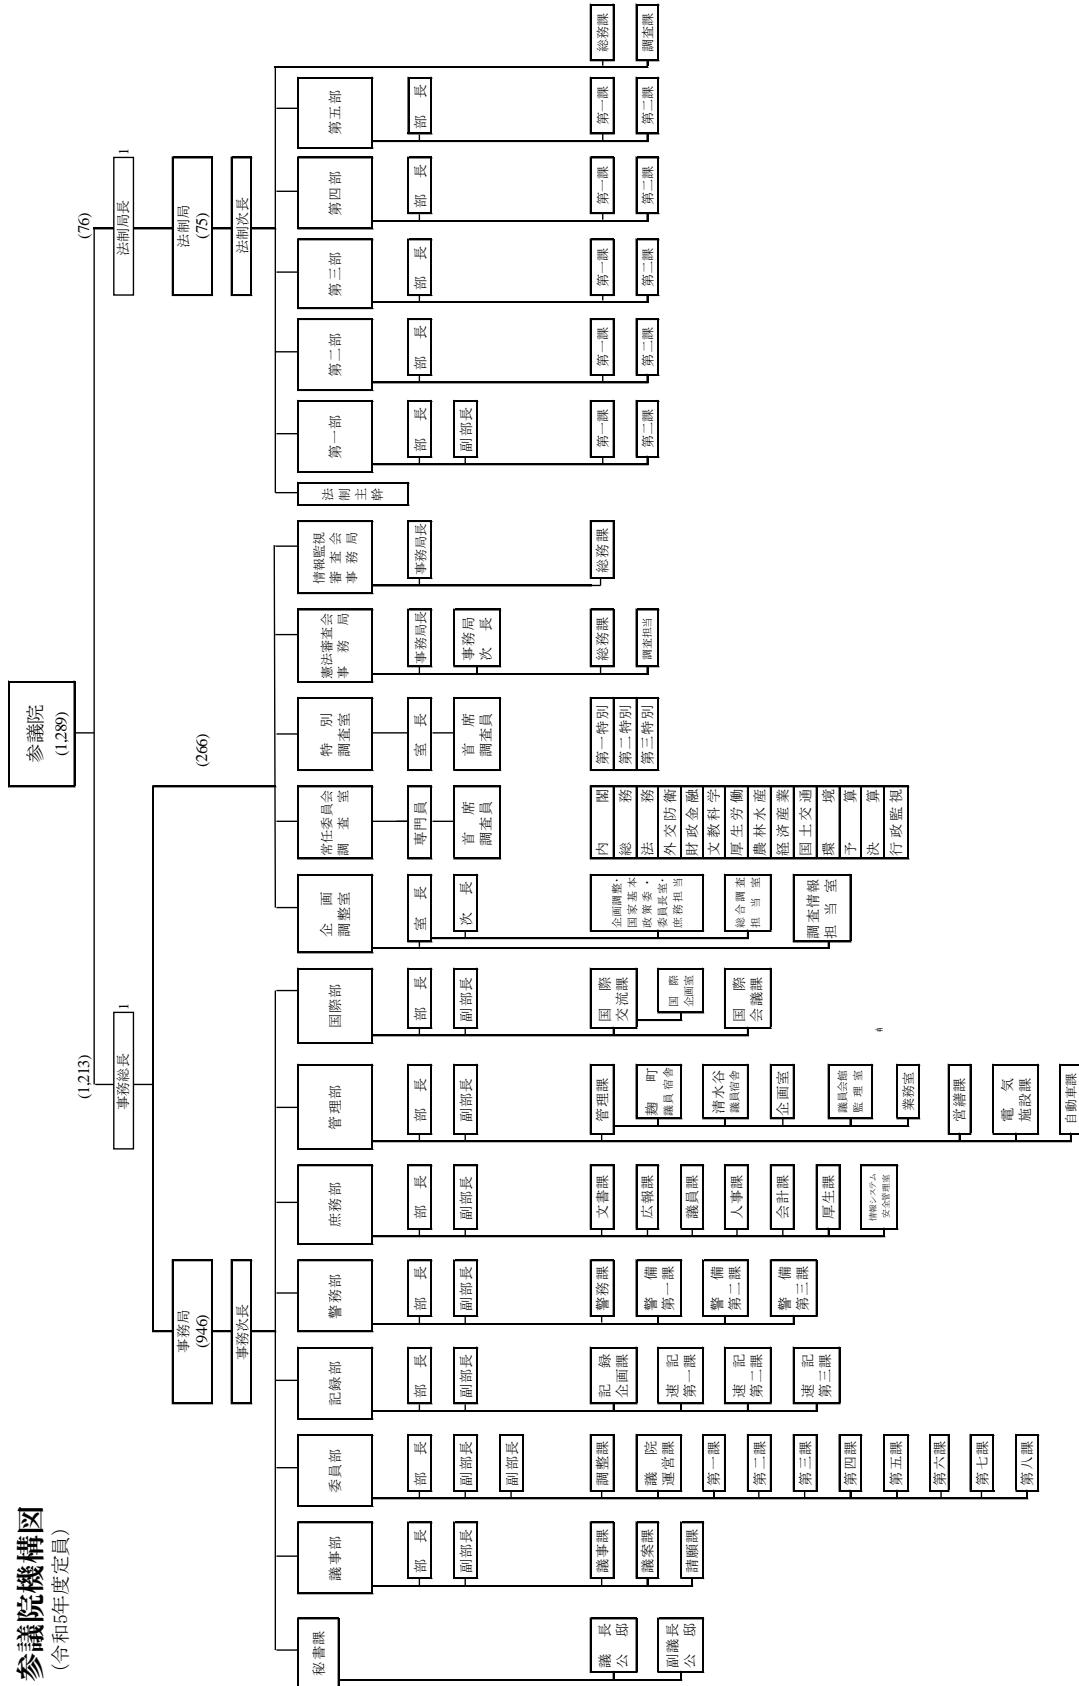 参議院機構図
(令和5年度定員)
参議院
(1,289)
(1,213)
事務総長
1
(76)
法制局長
1
事務局
(946)
事務次長
(266)
法制局
(75)
法制次長
秘書課
議長
公邸
副議長
公邸
議事部
部長
副部長
議事課
議案課
請願課
委員部
部長
副部長
副部長
調整課
議院
運営課
第一課
第二課
第三課
第四課
第五課
第六課
第七課
第八課
記録部
部長
副部長
記録
企画課
速記
第一課
速記
第二課
速記
第三課
警務部
部長
副部長
警務課
警備
第一課
警備
第二課
警備
第三課
庶務部
部長
副部長
文書課
広報課
議員課
人事課
会計課
厚生課
情報システム
安全管理室
管理部
部長
副部長
管理課
麹町
議員宿舎
清水谷
議員宿舎
企画室
議員会館
監理室
業務室
営繕課
電気
施設課
自動車課
国際部
部長
副部長
国際
交流課
国際
企画室
国際
会議課
企画
調整室
室長
次長
企画調整・
国家基本
政策委・
委員長室・
庶務担当
総合調査
担当室
調査情報
担当室
常任委員会
調査室
専門員
首席
調査員
内閣
総務
法務
外交防衛
財政金融
文教科学
厚生労働
農林水産
経済産業
国土交通
環境
予算
決算
行政監視
特別
調査室
室長
首席
調査員
第一特別
第二特別
第三特別
憲法審査会
事務局
事務局長
事務局
次長
総務課
調査担当
情報監視
審査会
事務局
事務局長
総務課
法制
主幹
第一部
部長
副部長
第一課
第二課
第二部
部長
第一課
第二課
第三部
部長
第一課
第二課
第四部
部長
第一課
第二課
第五部
部長
第一課
第二課
総務課
調査課